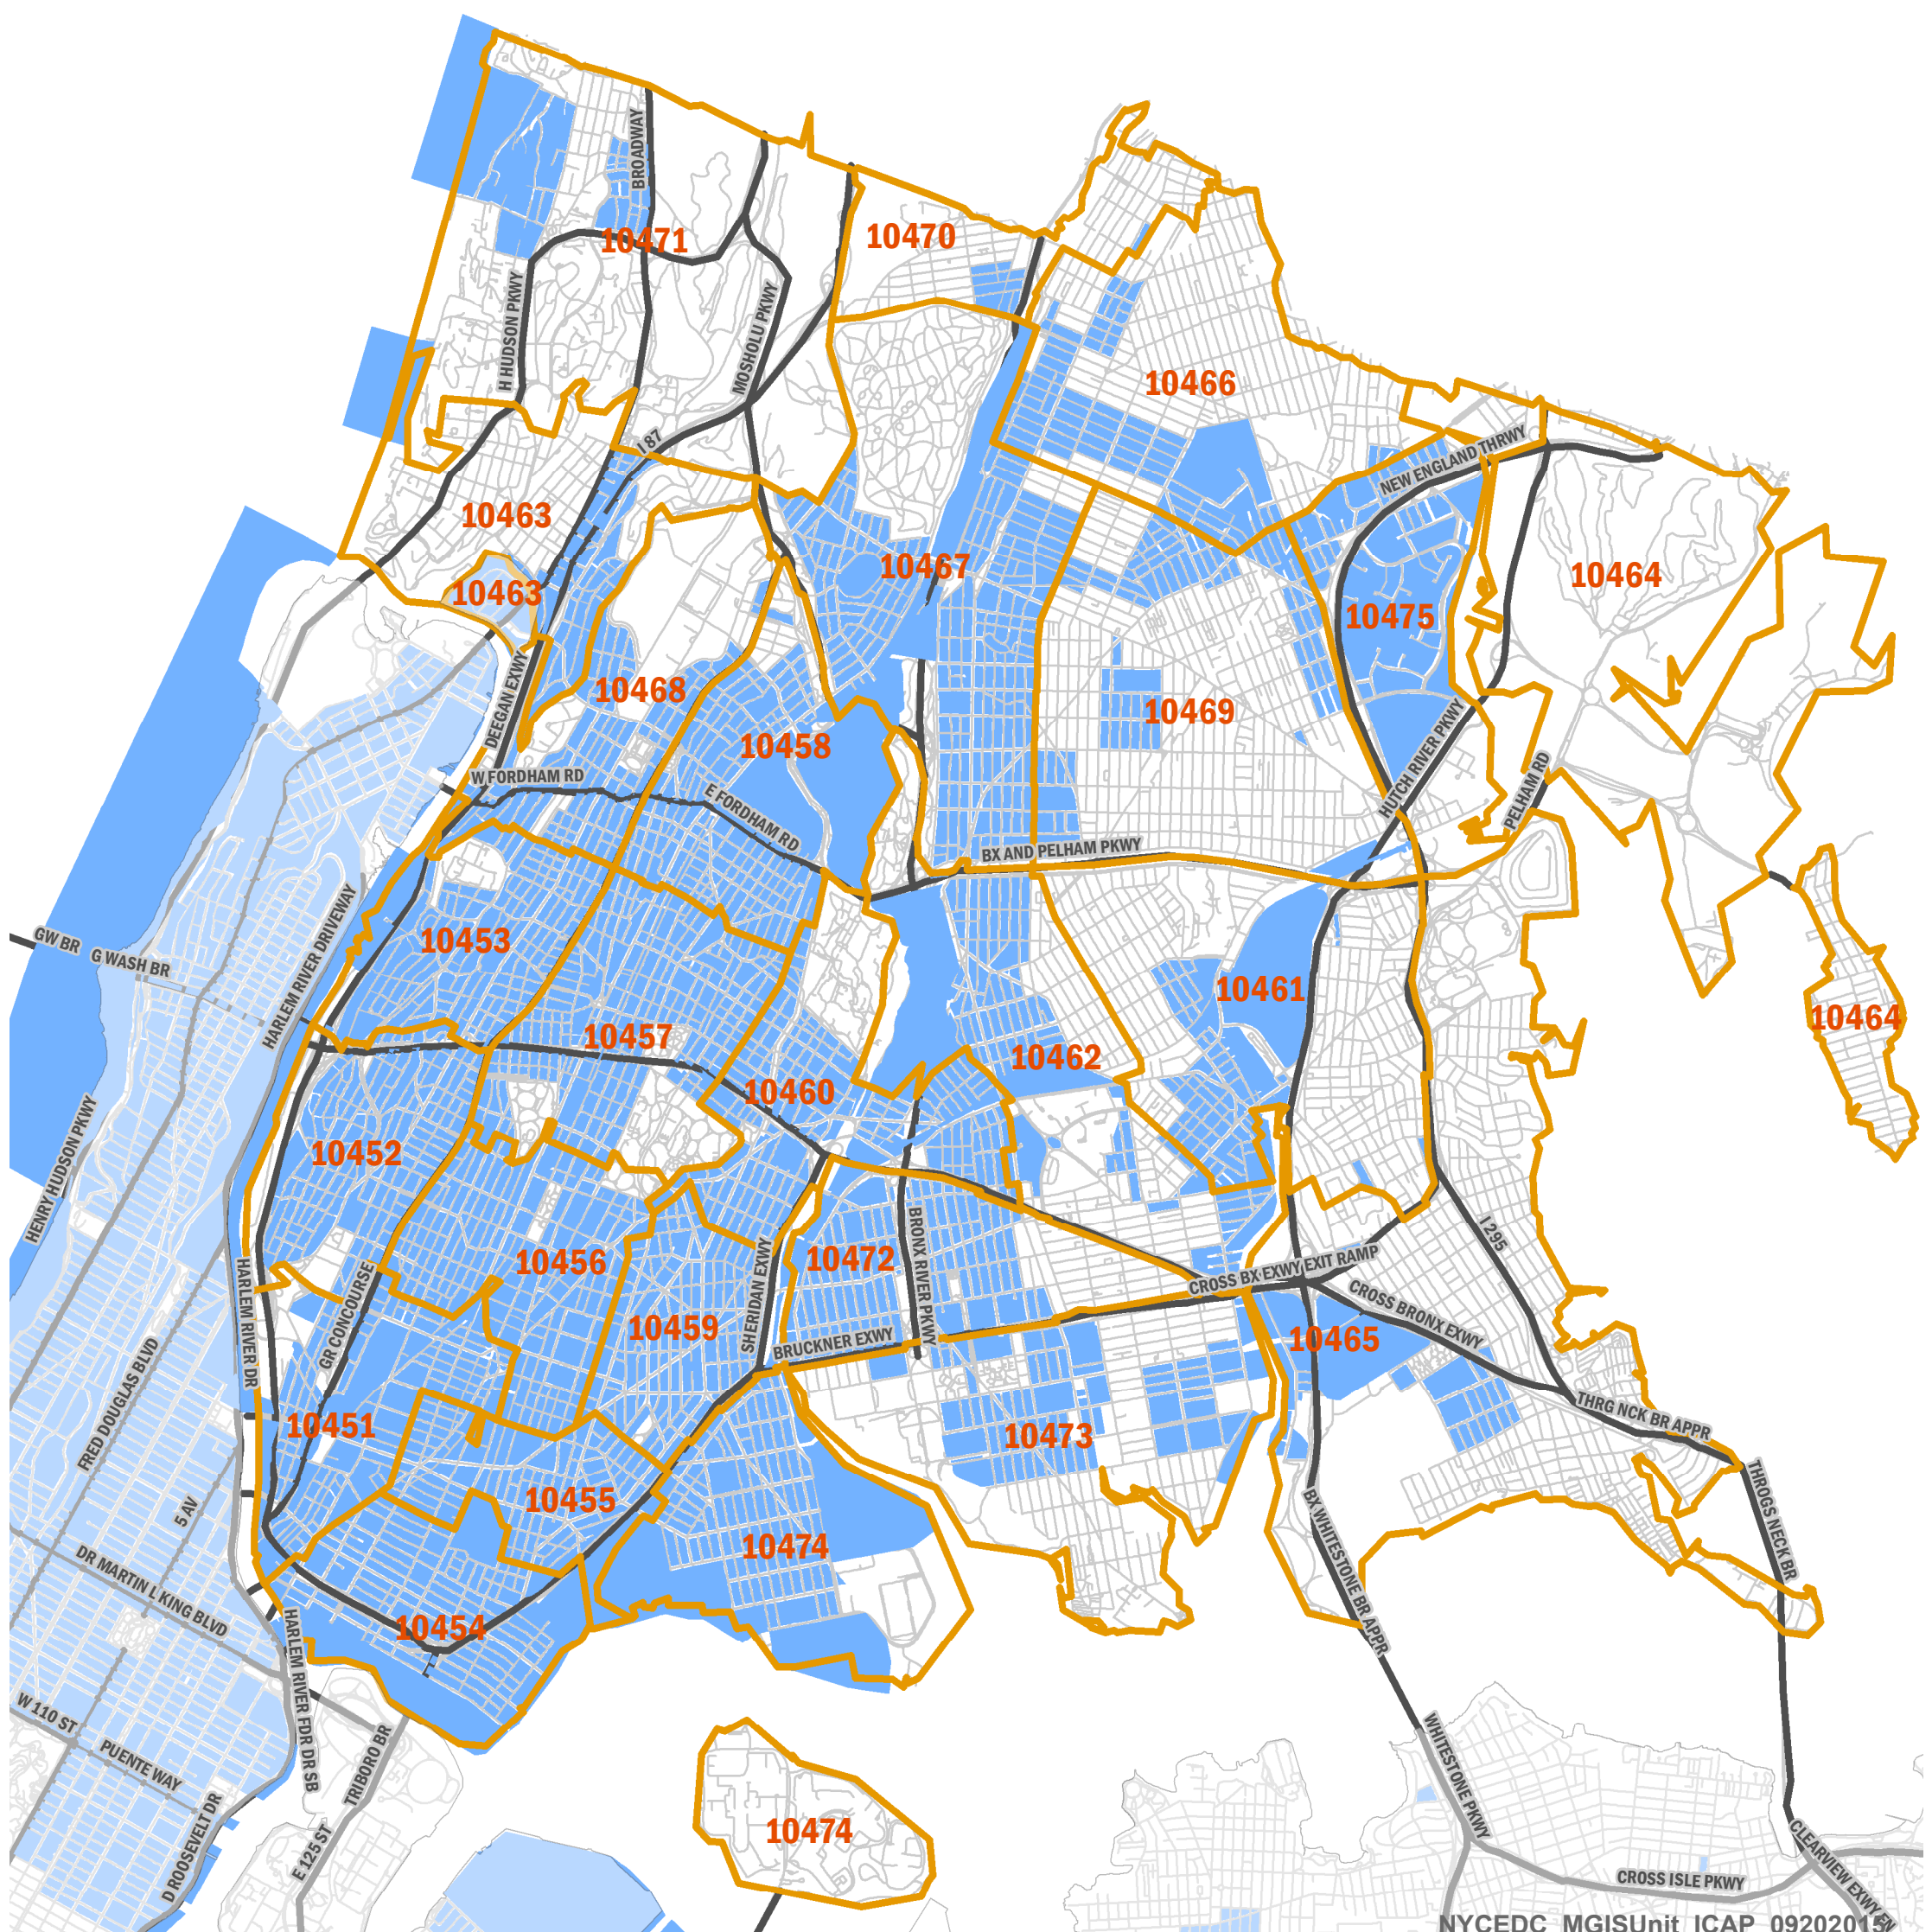 BROADWAY
10471
10470
H HUDSON PKWY
MOSHOLU PKWY
10466
I 87
NEW ENGLAND THRWY
10463
10467
10464
10463
10475
DEEGAN EXWY
10468
10469
10458
HUTCH RIVER PKWY
W FORDHAM RD
E FORDHAM RD
PELHAM RD
BX AND PELHAM PKWY
GW BR
G WASH BR
HARLEM RIVER DRIVEWAY
10453
10461
10464
10457
10462
10460
HENRY HUDSON PKWY
10452
10456
10472
BRONX RIVER PKWY
I 295
CROSS BX EXWY EXIT RAMP
HARLEM RIVER DR
GR CONCOURSE
SHERIDAN EXWY
10459
BRUCKNER EXWY
CROSS BRONX EXWY
10465
FRED DOUGLAS BLVD
10451
10473
THRG NCK BR APPR
5 AV
10455
10474
BX WHITESTONE BR APPR
THROGS NECK BR
DR MARTIN L KING BLVD
10454
HARLEM RIVER FDR DR SB
W 110 ST
PUENTE WAY
TRIBORO BR
WHITESTONE PKWY
D ROOSEVELT DR
E 125 ST
10474
CLEARVIEW EXWY
CROSS ISLE PKWY
NYCEDC_MGISUnit_ICAP_09202015